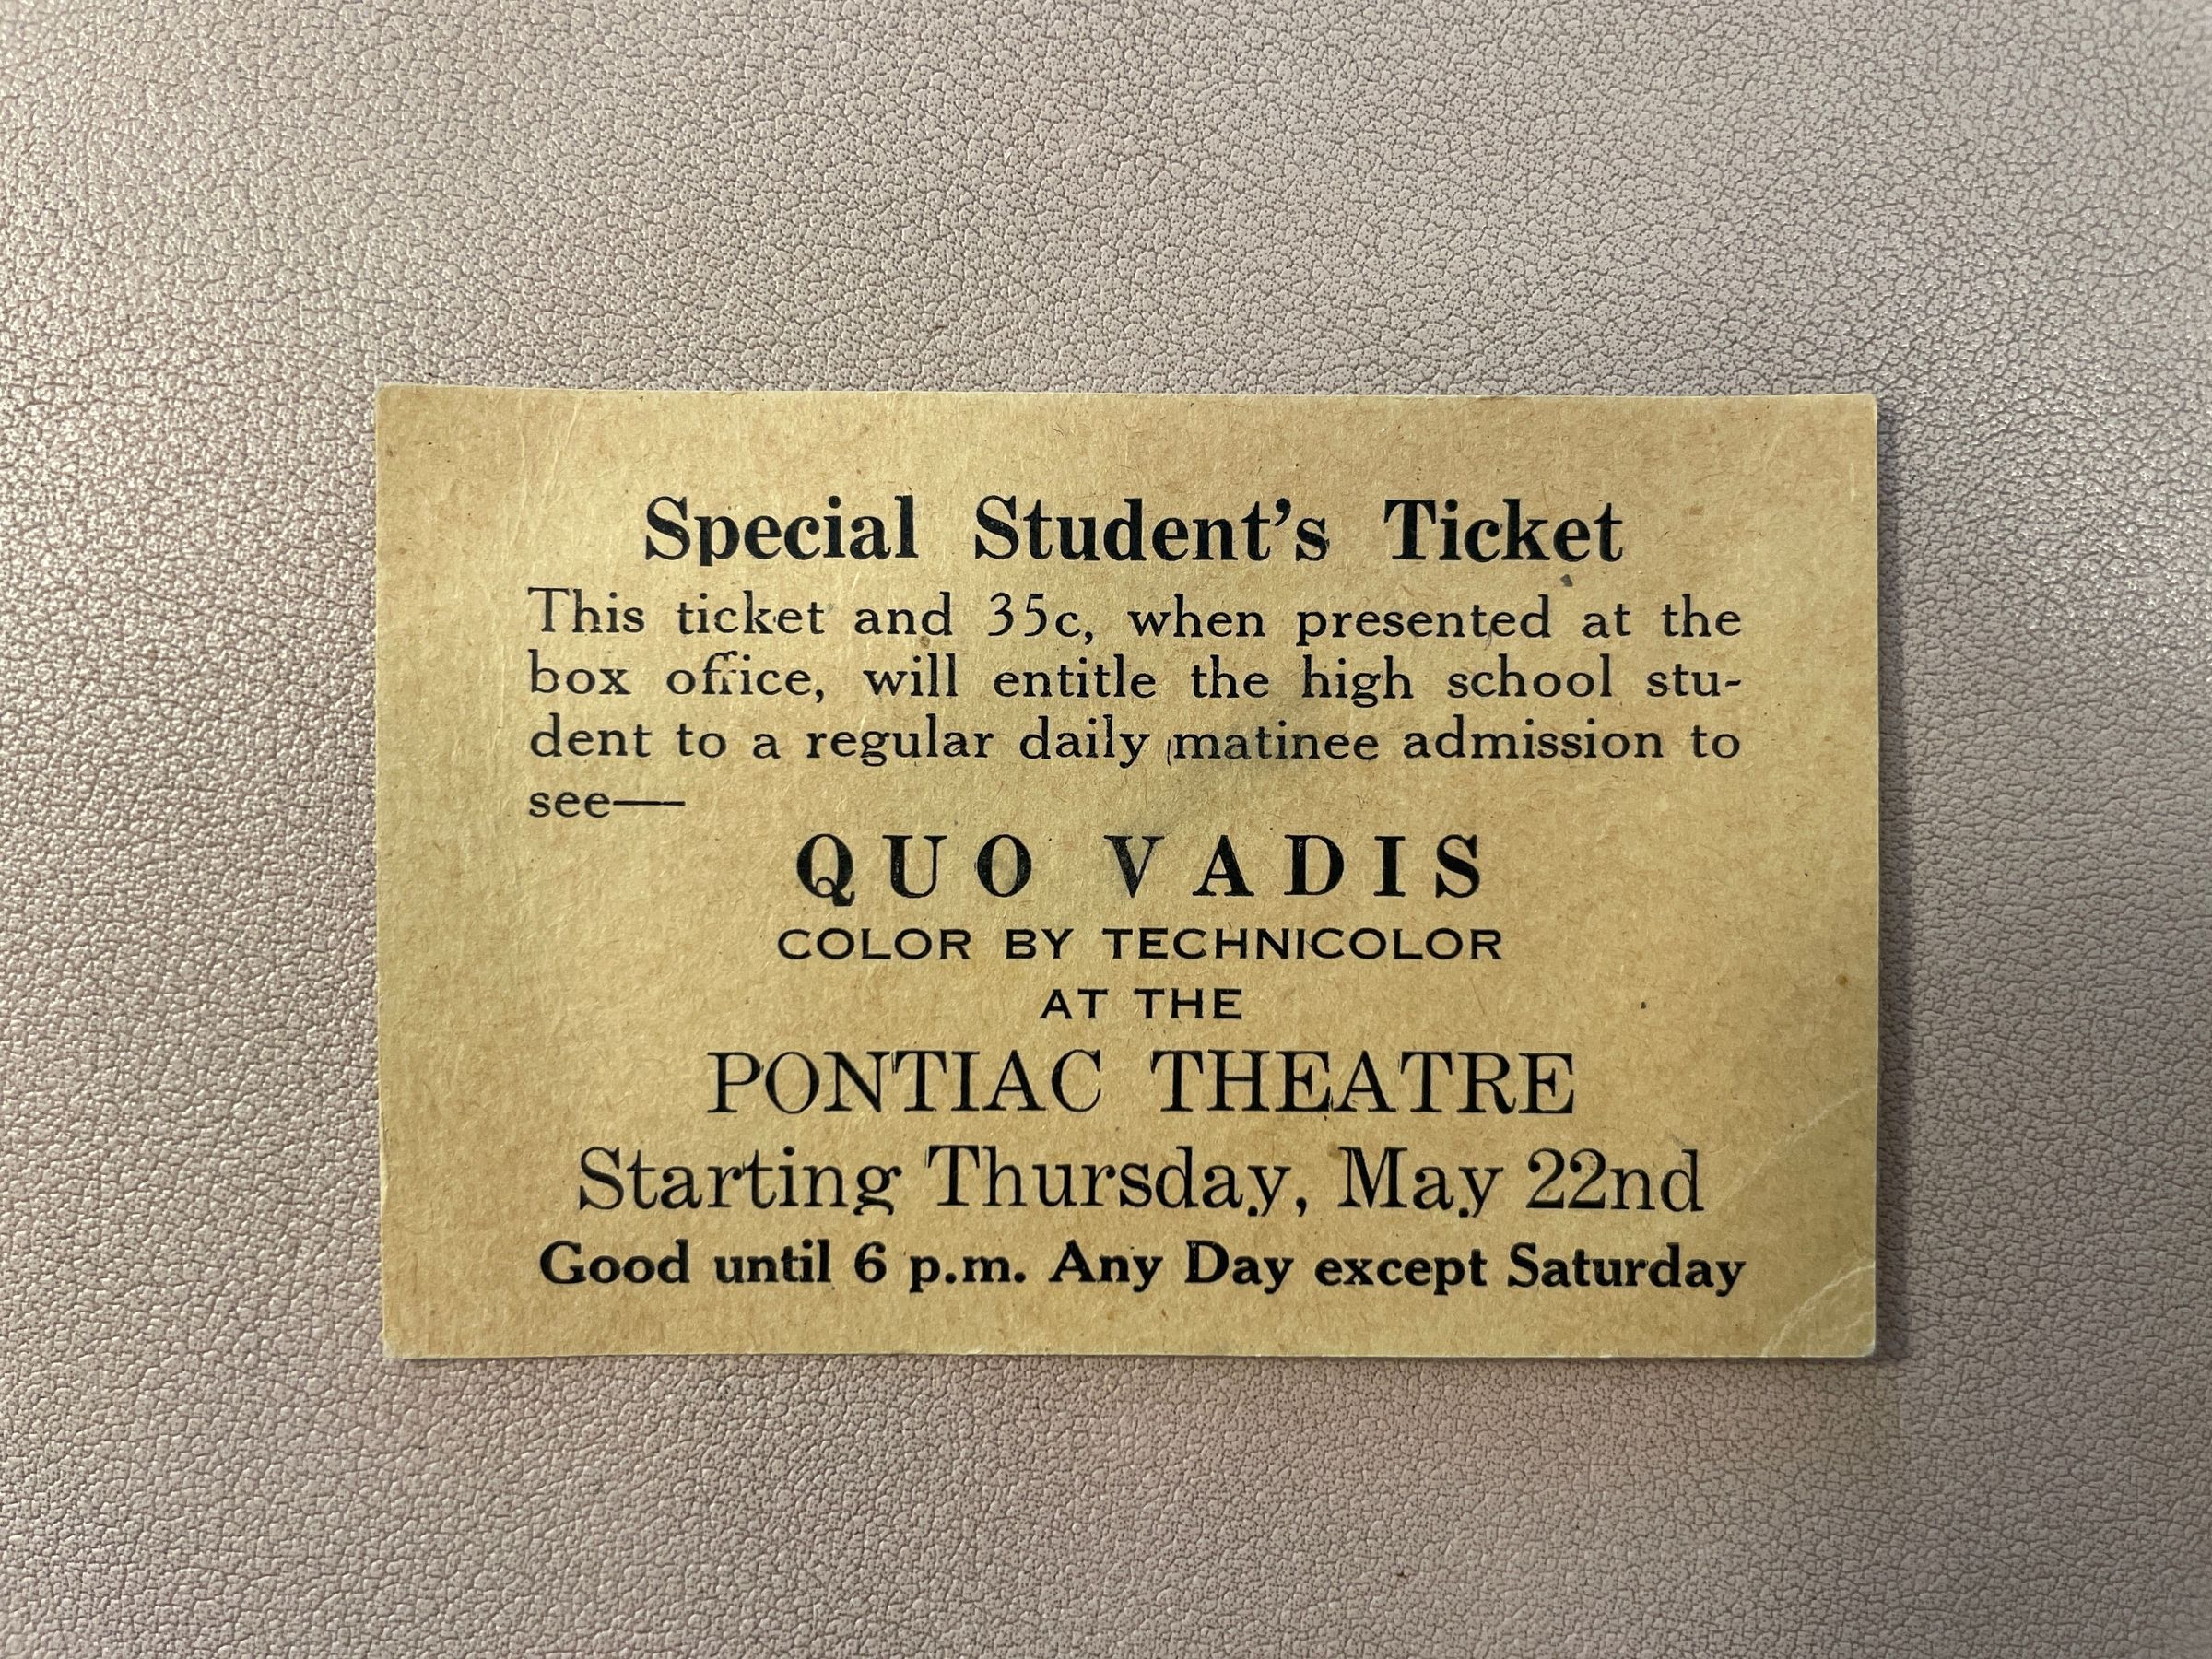 Special Student's Ticket
This ticket and 35c, when presented at the
box office, will entitle the high school stu-
dent to a regular daily matinee admission to
see—
QUO VADIS
COLOR BY TECHNICOLOR
AT THE
PONTIAC THEATRE
Starting Thursday, May 22nd
Good until 6 p.m. Any Day except Saturday